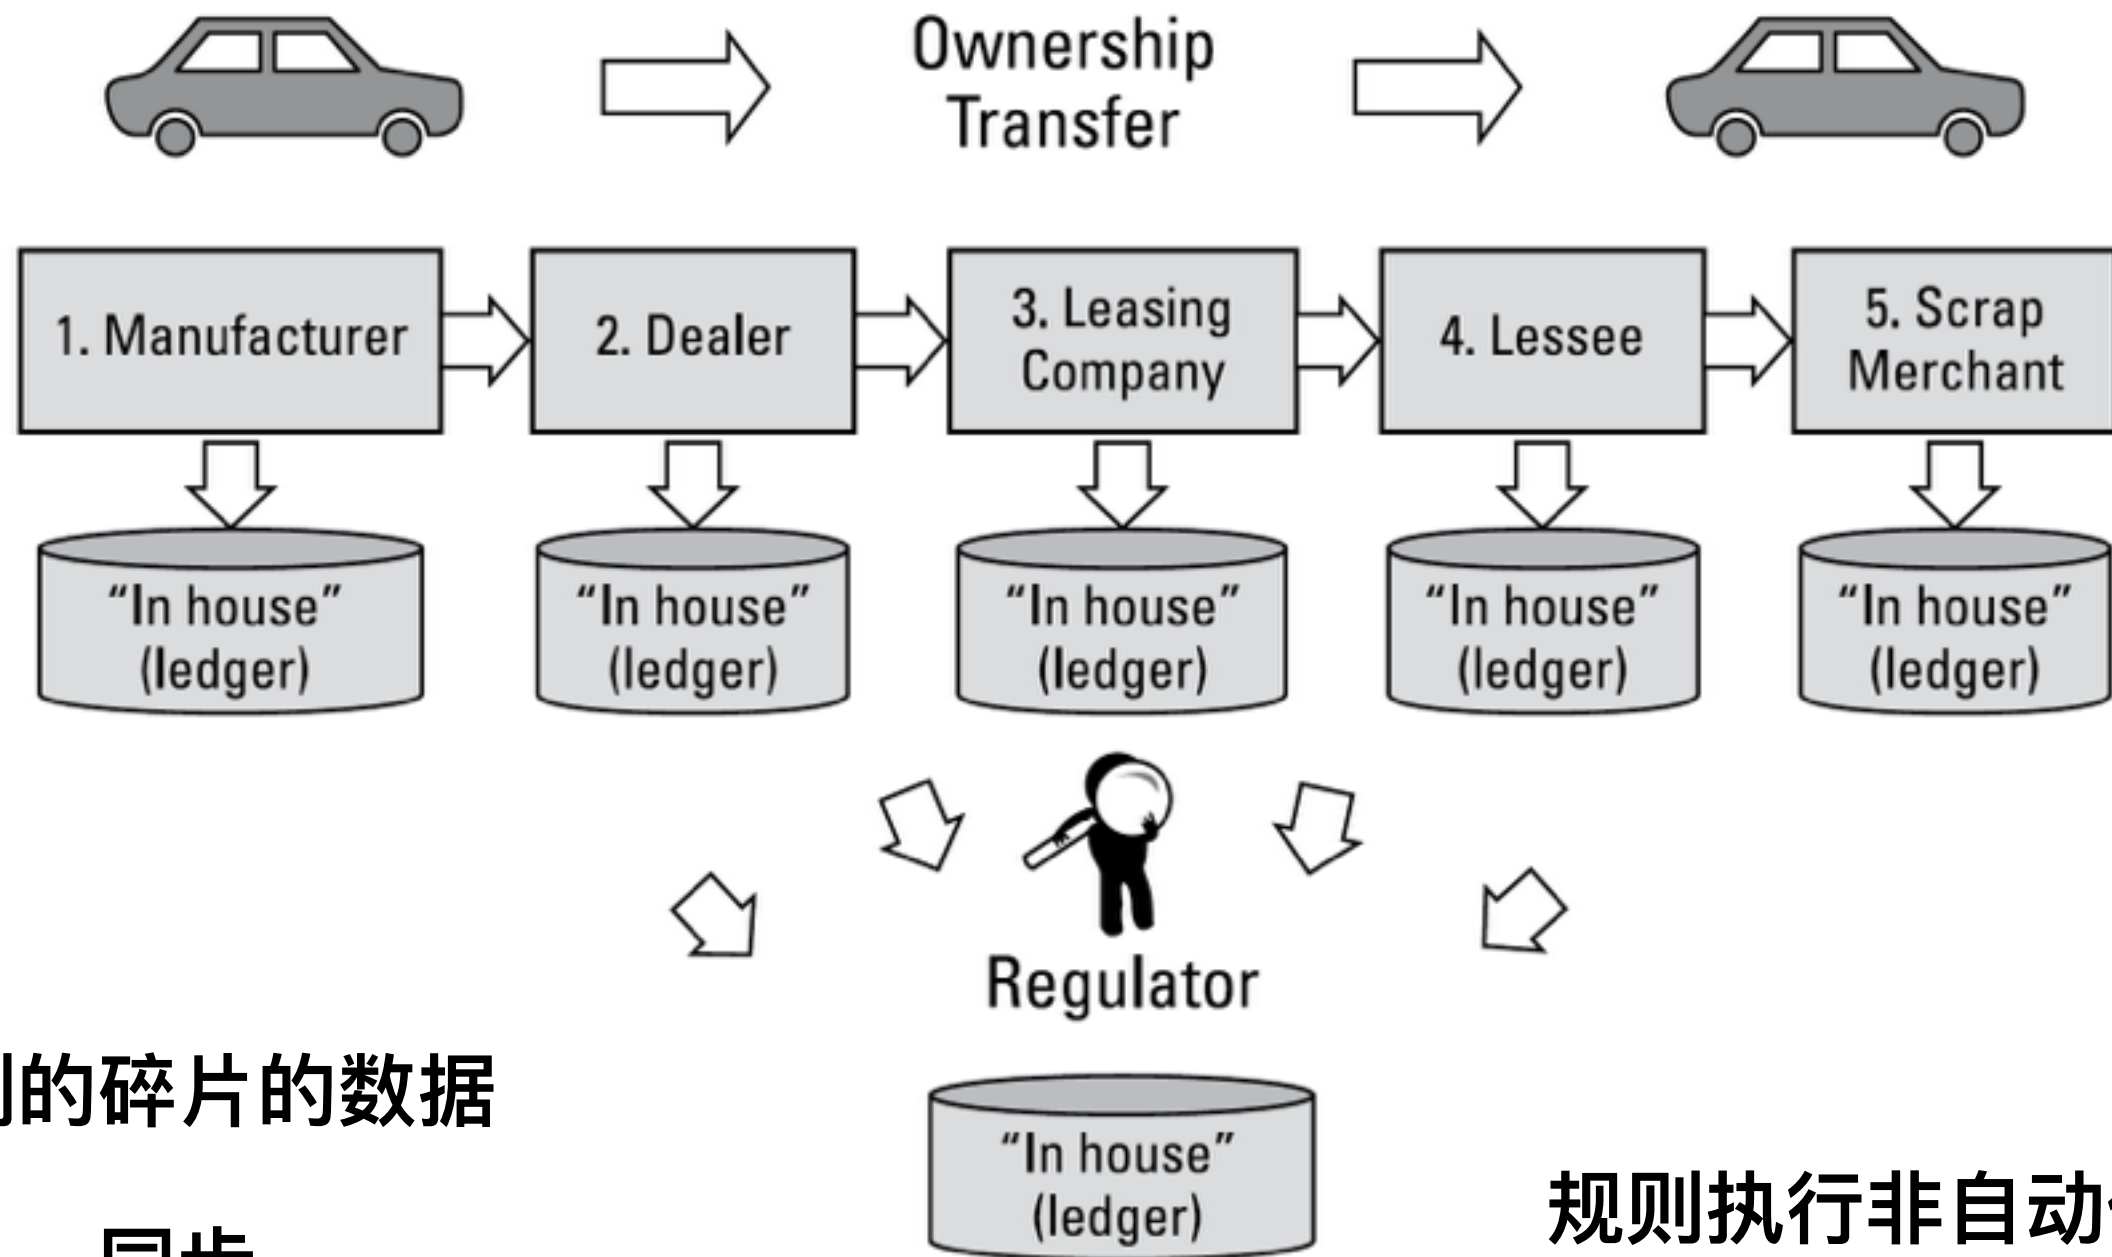 Ownership
Transfer
1. Manufacturer
2. Dealer
3. Leasing
Company
4. Lessee
5. Scrap
Merchant
“In house”
(ledger)
“In house”
(ledger)
“In house”
(ledger)
“In house”
(ledger)
“In house”
(ledger)
Regulator
的碎片的数据
“In house”
(ledger)
规则执行非自动
同步